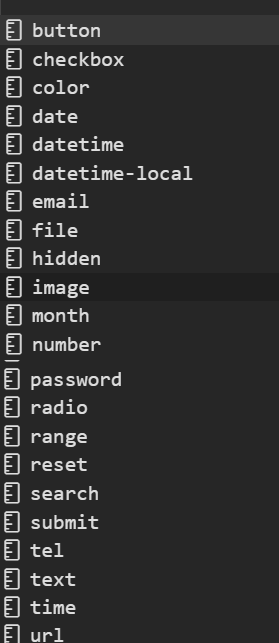 button
checkbox
color
date
datetime
datetime-local
email
file
hidden
image
month
number
password
radio
range
reset
search
submit
tel
text
time
url